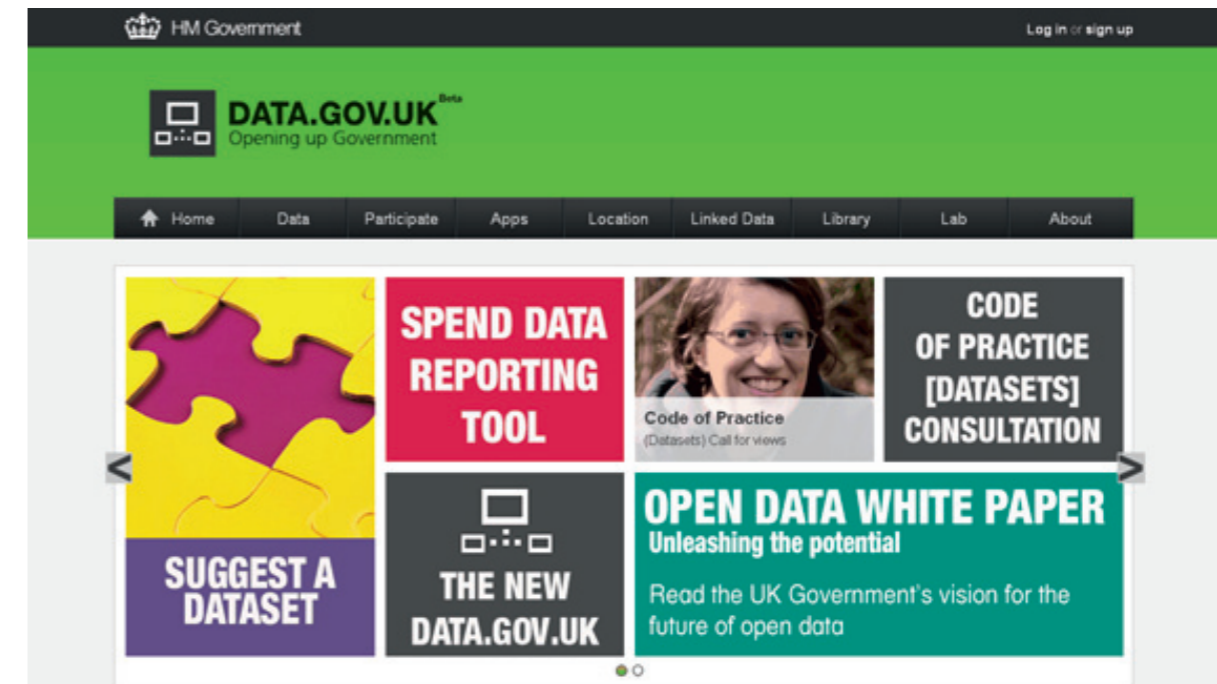 HM Government
Log in or sign up
DATA.GOV.UK Beta
Opening up Government
Home
Data
Participate
Apps
Location
Linked Data
Library
Lab
About
SUGGEST A
DATASET
SPEND DATA
REPORTING
TOOL
THE NEW
DATA.GOV.UK
Code of Practice
(Datasets) Call for views
CODE
OF PRACTICE
[DATASETS]
CONSULTATION
OPEN DATA WHITE PAPER
Unleashing the potential
Read the UK Government's vision for the
future of open data
<
>